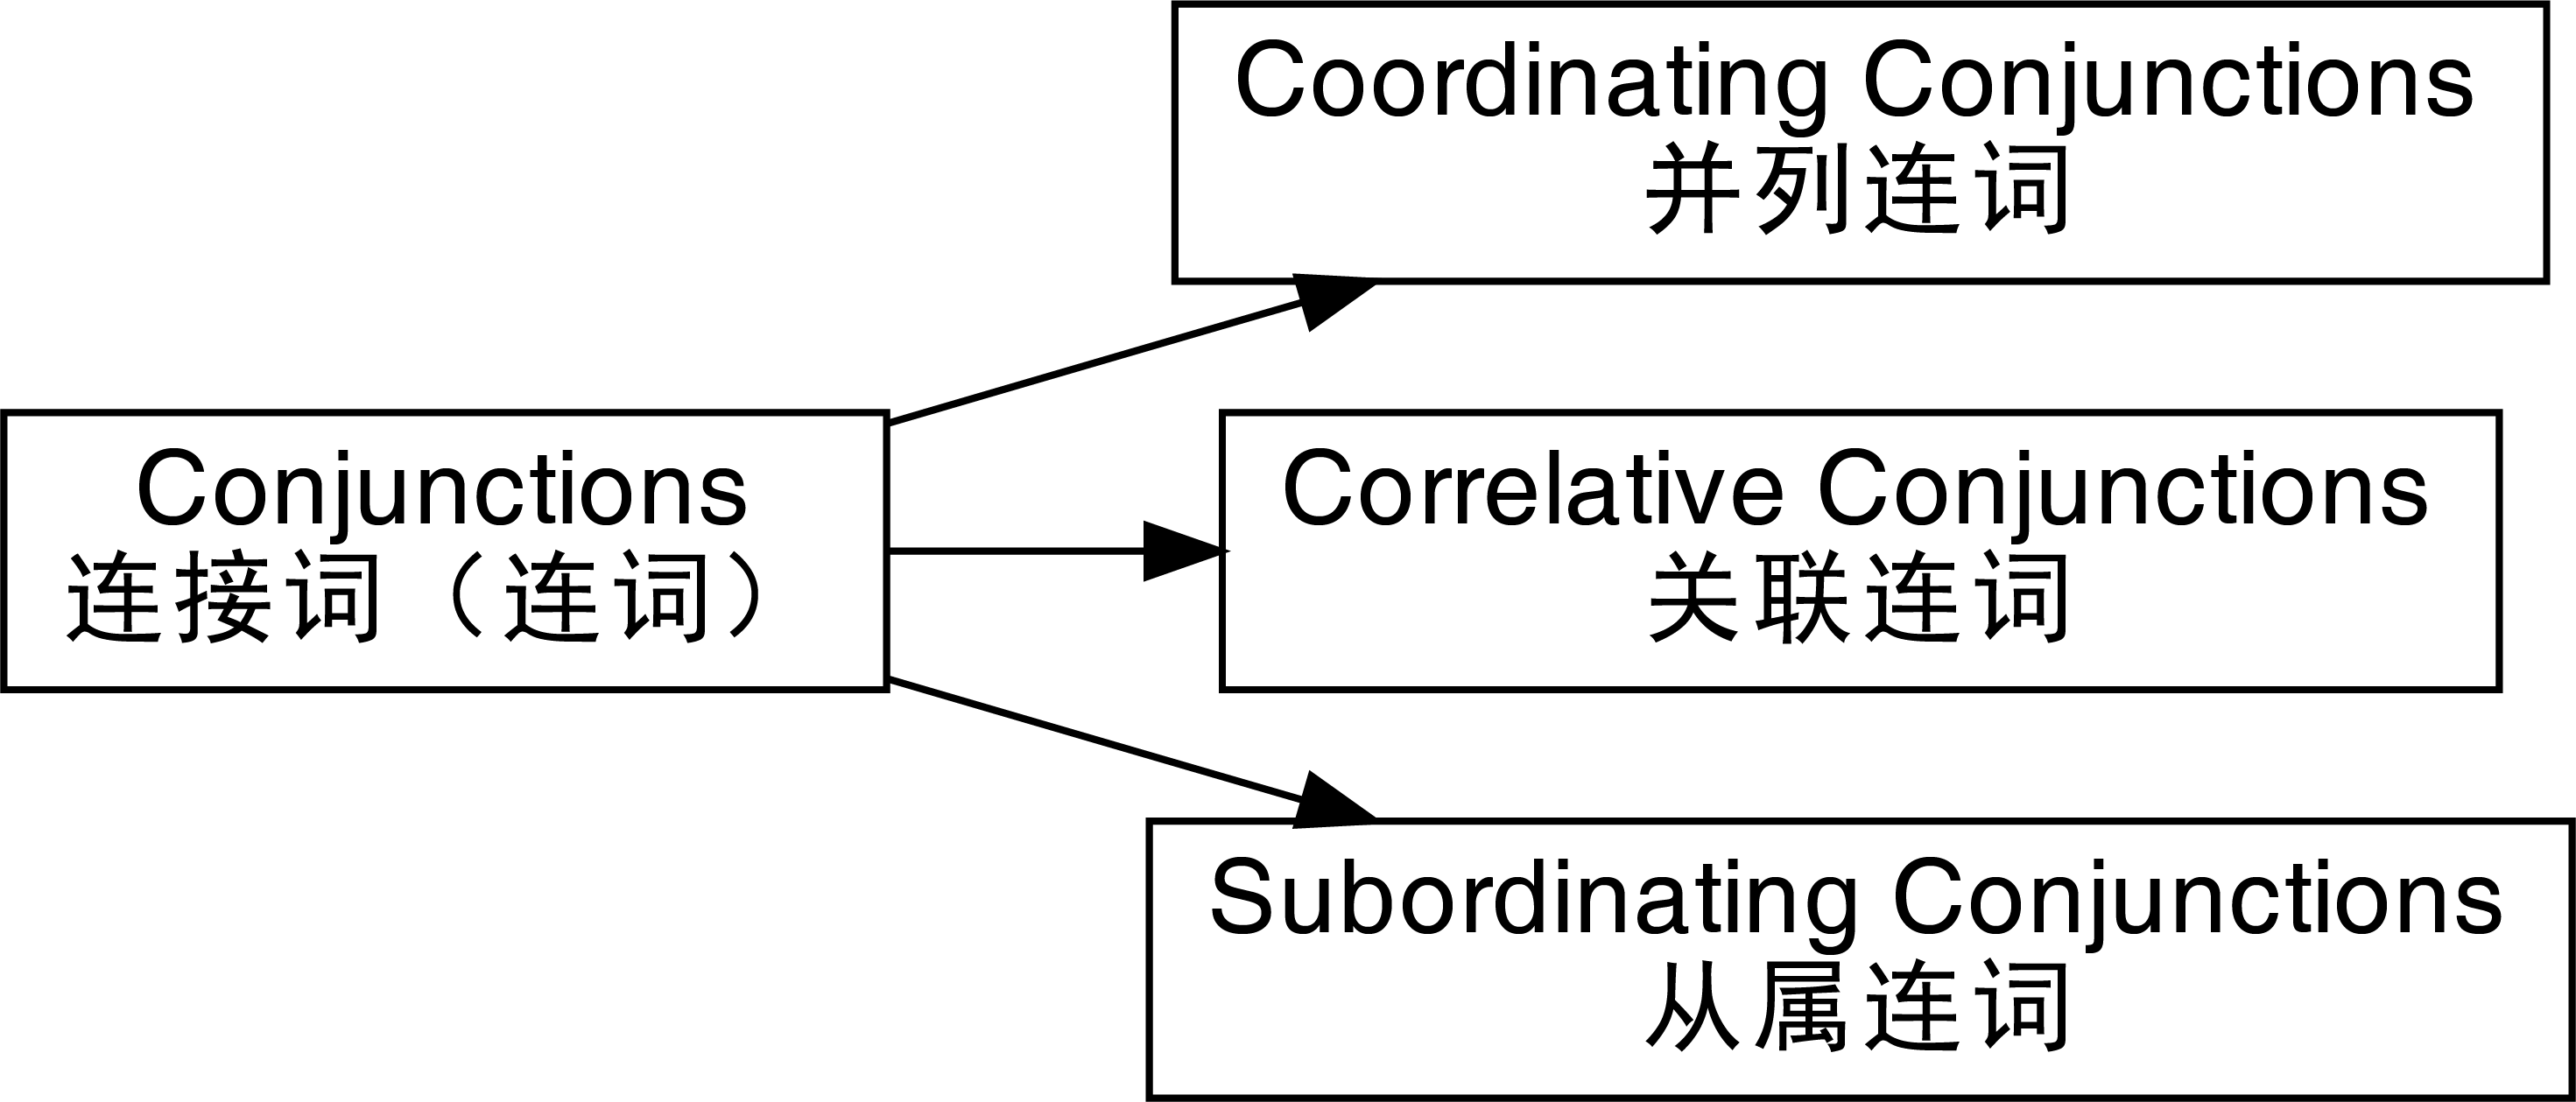 Coordinating Conjunctions
并列连词
Conjunctions
连接词（连词）
Correlative Conjunctions
关联连词
Subordinating Conjunctions
从属连词